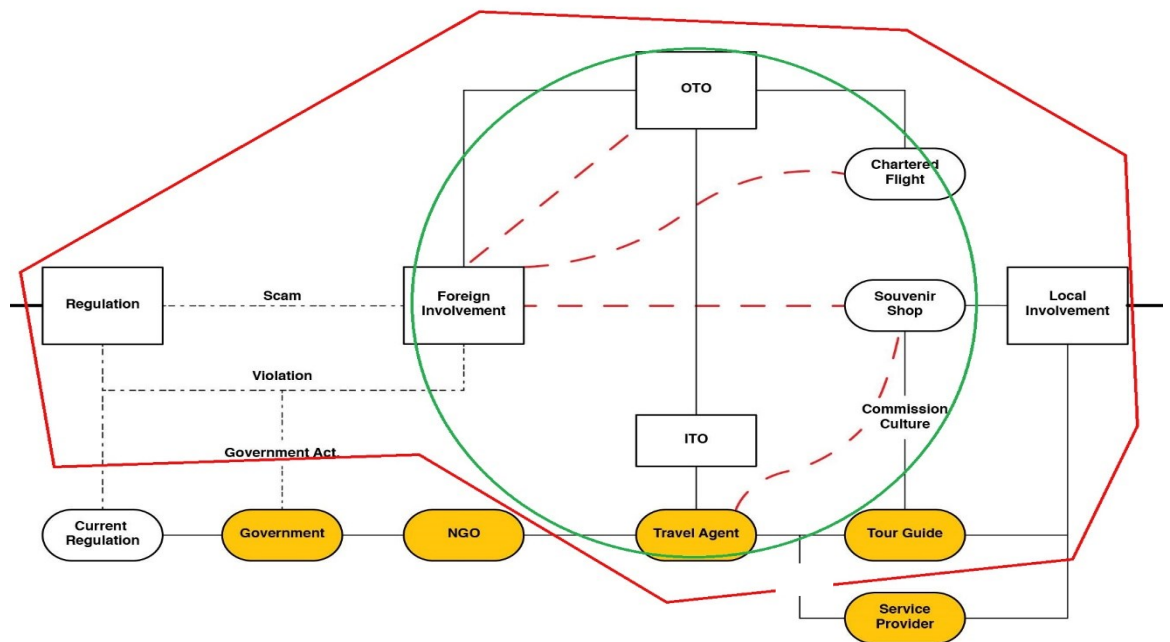 OTO
Chartered
Flight
Regulation
Scam
Foreign
Involvement
Souvenir
Shop
Local
Involvement
Violation
Commission
Culture
ITO
Government Act.
Current
Regulation
Government
NGO
Travel Agent
Tour Guide
Service
Provider